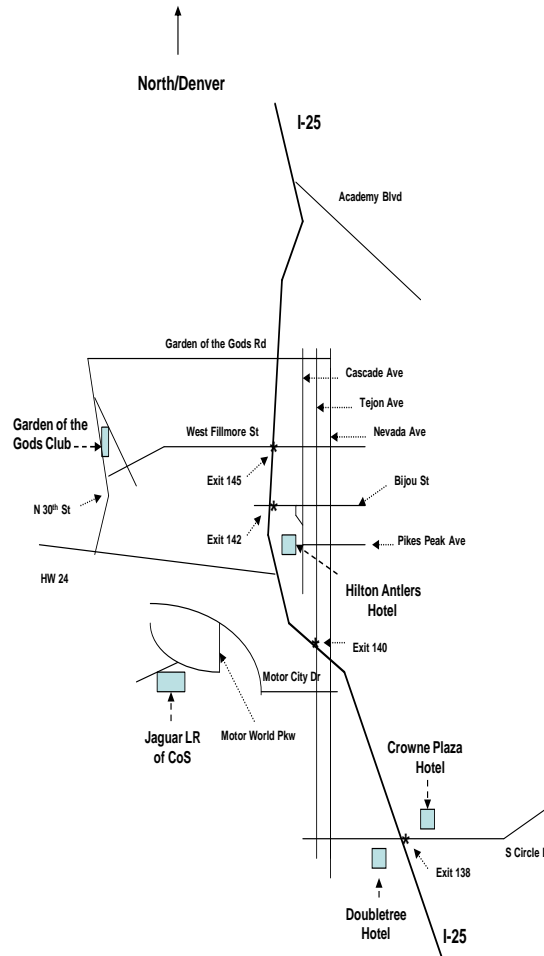 North/Denver
I-25
Academy Blvd
Garden of the Gods Rd
Cascade Ave
Tejon Ave
Garden of the
Gods Club
West Fillmore St
Nevada Ave
Exit 145
Bijou St
N 30th St
Exit 142
Pikes Peak Ave
HW 24
Hilton Antlers
Hotel
Exit 140
Motor City Dr
Jaguar LR
of CoS
Motor World Pkw
Crowne Plaza
Hotel
S Circle
Exit 138
Doubletree
Hotel
I-25